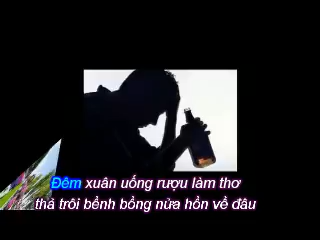 Đêm xuân uống rượu làm thơ
thả trôi bềnh bồng nửa hồn về đâu